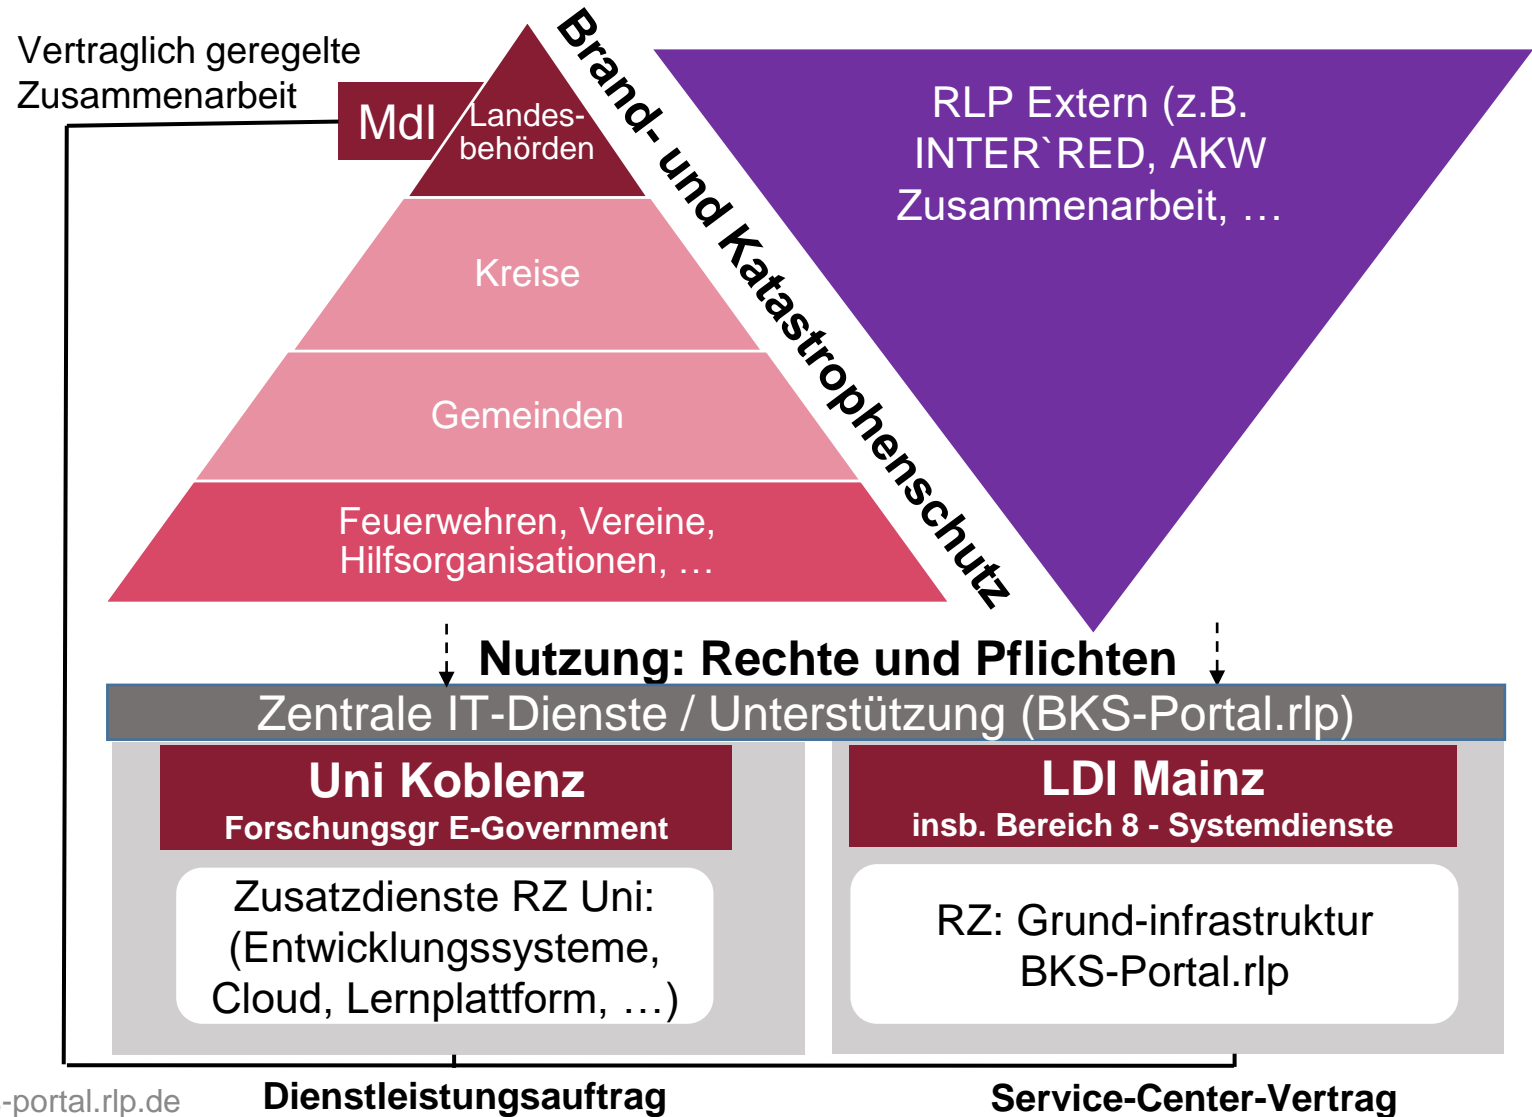 Vertraglich geregelte
Zusammenarbeit
MdI
Landes-
behörden
Kreise
Gemeinden
Feuerwehren, Vereine,
Hilfsorganisationen, …
Brand- und Katastrophenschutz
RLP Extern (z.B.
INTER`RED, AKW
Zusammenarbeit, …
Nutzung: Rechte und Pflichten
Zentrale IT-Dienste / Unterstützung (BKS-Portal.rlp)
Uni Koblenz
Forschungsgr E-Government
Zusatzdienste RZ Uni:
(Entwicklungssysteme,
Cloud, Lernplattform, …)
LDI Mainz
insb. Bereich 8 - Systemdienste
RZ: Grund-infrastruktur
BKS-Portal.rlp
Dienstleistungsauftrag
Service-Center-Vertrag
-portal.rlp.de